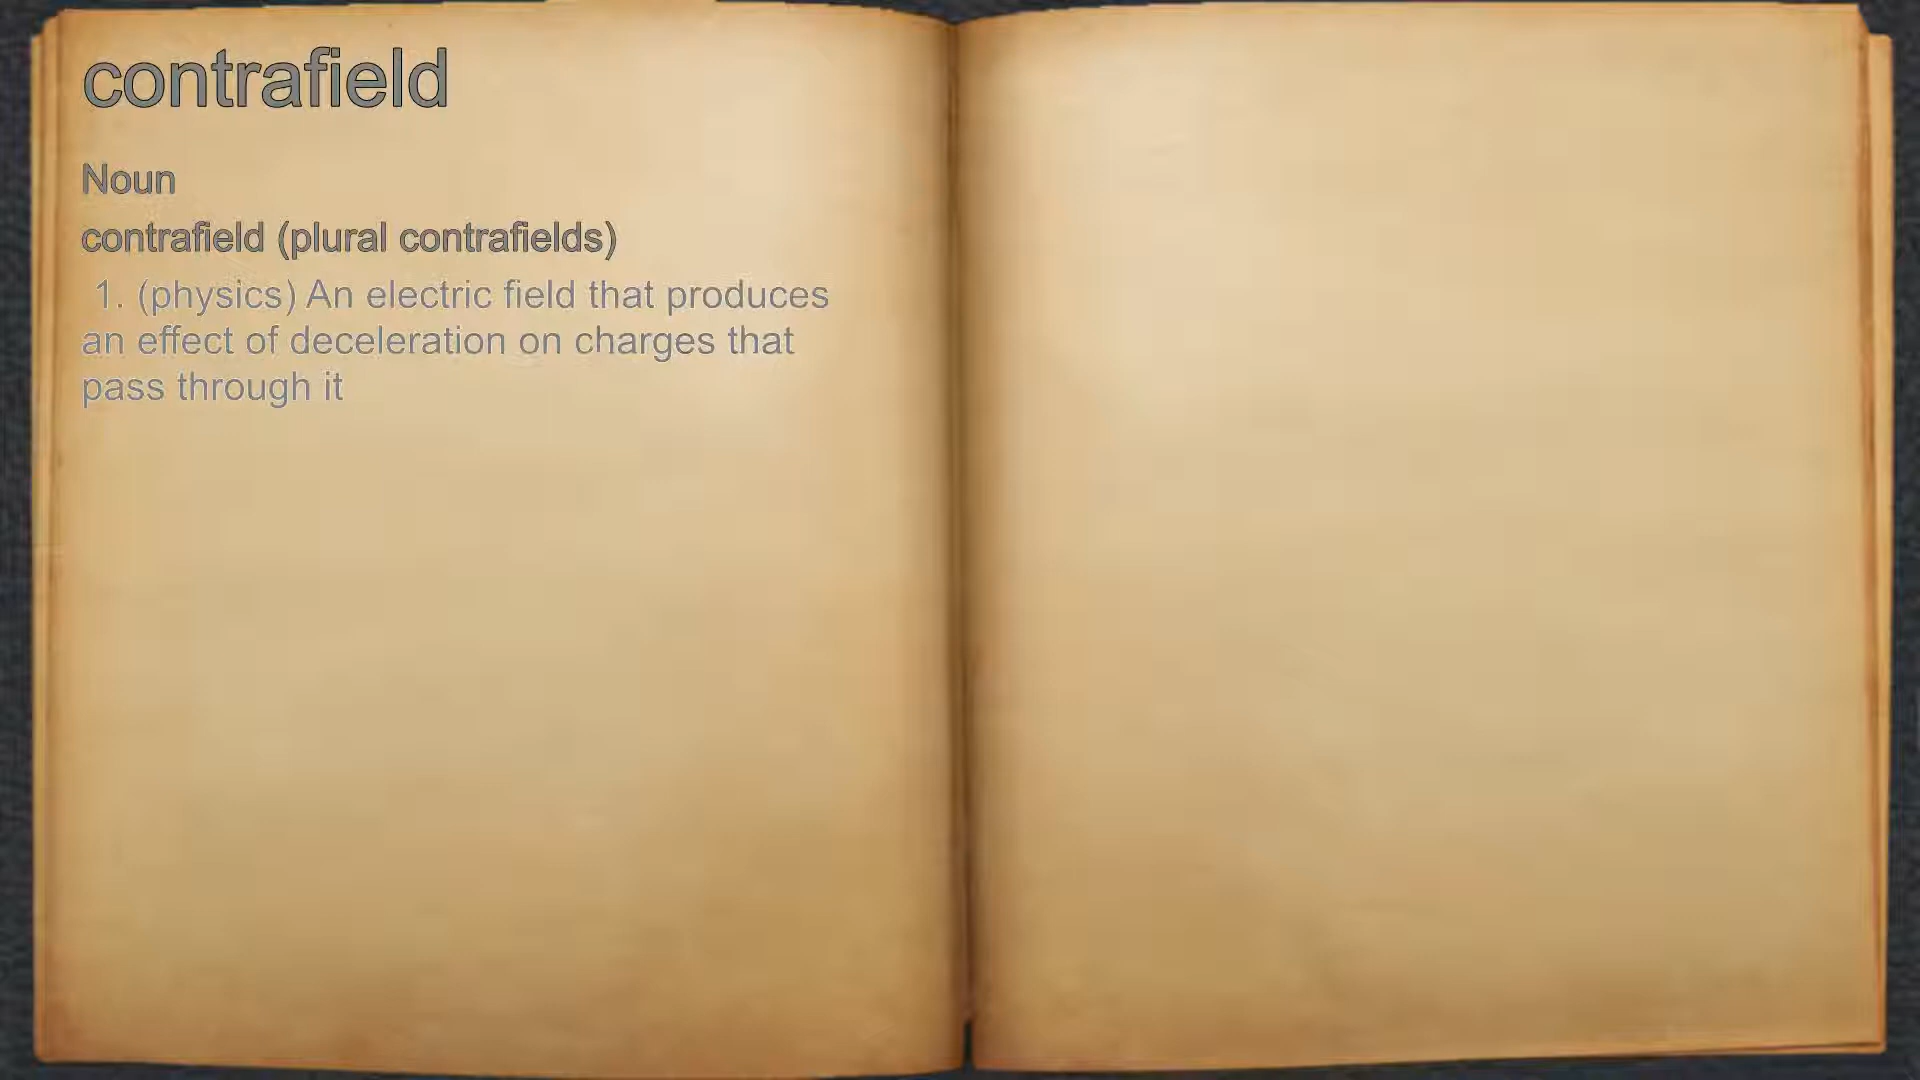 contrafield
Noun
contrafield (plural contrafields)
1. (physics) An electric field that produces
an effect of deceleration on charges that
pass through it